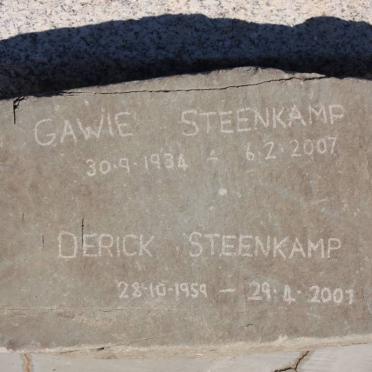 GAWIE STEENKAMP
30.9.1934 - 6.2.2007
DERICK STEENKAMP
28-10-1959 - 29.4.2007